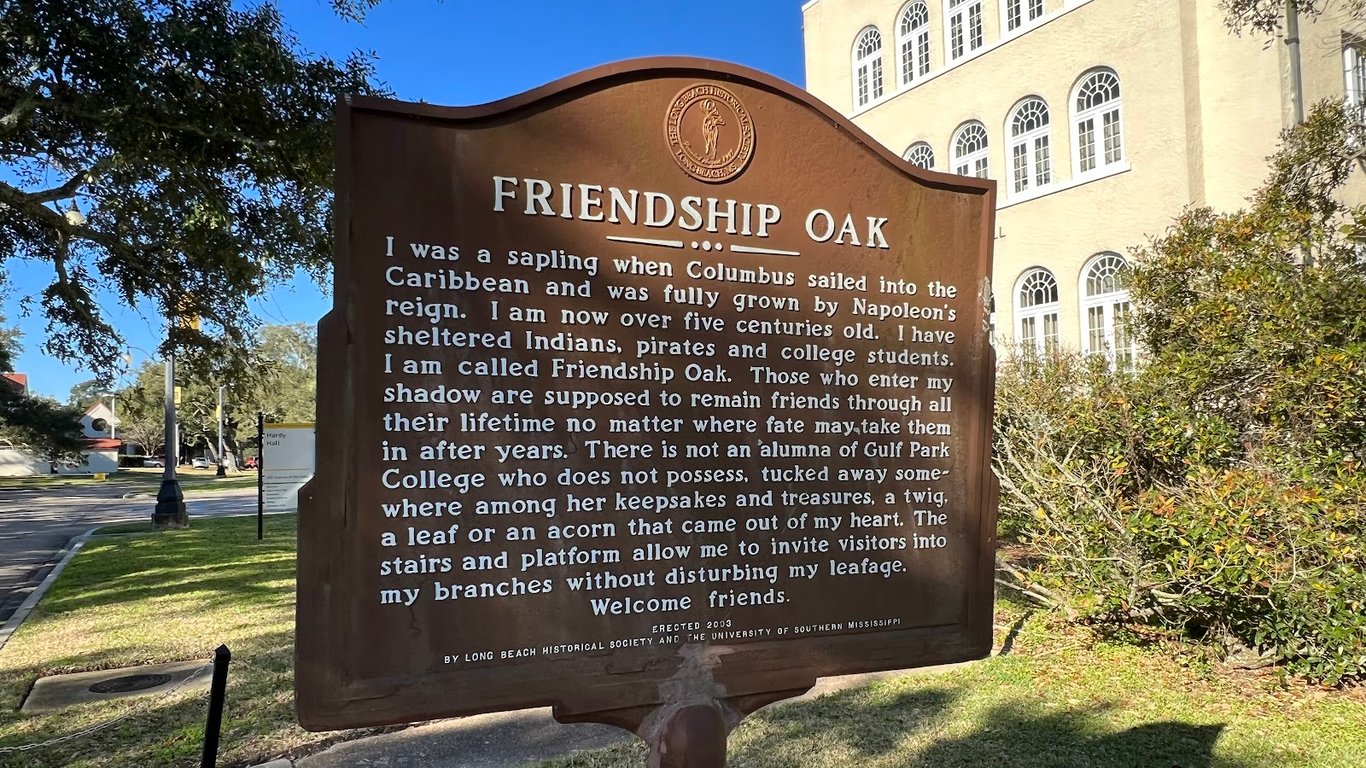 THE LONG BEACH HISTORICAL SOCIETY
LONG BEACH, MS.
FRIENDSHIP OAK
I was a sapling when Columbus sailed into the
Caribbean and was fully grown by Napoleon's
reign. I am now over five centuries old. I have
sheltered Indians, pirates and college students.
I am called Friendship Oak. Those who enter my
shadow are supposed to remain friends through all
their lifetime no matter where fate may take them
in after years. There is not an alumna of Gulf Park
College who does not possess, tucked away some-
where among her keepsakes and treasures, a twig,
a leaf or an acorn that came out of my heart. The
stairs and platform allow me to invite visitors into
my branches without disturbing my leafage.
Welcome friends.
ERECTED 2003
BY LONG BEACH HISTORICAL SOCIETY AND THE UNIVERSITY OF SOUTHERN MISSISSIPPI
Hardy
Hall